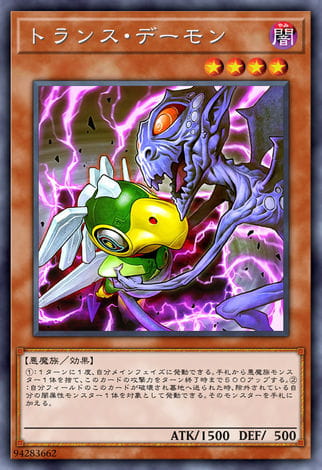 トランス・デーモン
やみ
闇
【悪魔族／効果】
①：1ターンに1度、自分メインフェイズに発動できる。手札から悪魔族モンス
ター1体を捨て、このカードの攻撃力をターン終了時まで500アップする。②
：自分フィールドのこのカードが破壊され墓地へ送られた時、除外されている自
分の闇属性モンスター1体を対象として発動できる。そのモンスターを手札に
加える。
ATK/1500 DEF/ 500
94283662